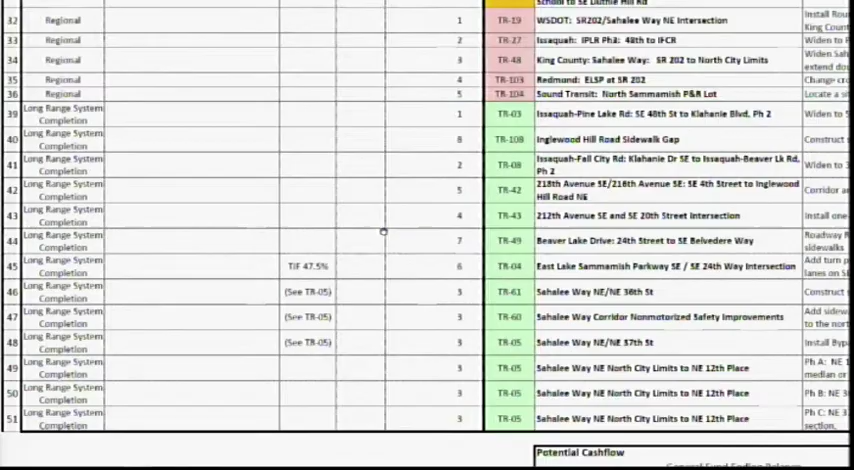 School to SE Duthie Hill Rd
32 Regional 1 TR-19 WSDOT: SR202/Sahalee Way NE Intersection Install Rou
King County
33 Regional 2 TR-27 Issaquah: IPLR Ph3: 48th to IFCR Widen to
34 Regional 3 TR-48 King County: Sahalee Way: SR 202 to North City Limits Widen Sah
extend do
35 Regional 4 TR-103 Redmond: ELSP at SR 202 Change cr
36 Regional 5 TR-104 Sound Transit: North Sammamish P&R Lot Locate a si
39 Long Range System Completion 1 TR-03 Issaquah-Pine Lake Rd: SE 48th St to Klahanie Blvd, Ph 2 Widen to
40 Long Range System Completion 8 TR-10B Inglewood Hill Road Sidewalk Gap Construct
41 Long Range System Completion 2 TR-08 Issaquah-Fall City Rd: Klahanie Dr SE to Issaquah-Beaver Lk Rd, Ph 2 Widen to 3
42 Long Range System Completion 5 TR-42 218th Avenue SE/216th Avenue SE: SE 4th Street to Inglewood Hill Road NE Corridor a
43 Long Range System Completion 4 TR-43 212th Avenue SE and SE 20th Street Intersection Install one
44 Long Range System Completion 7 TR-49 Beaver Lake Drive: 24th Street to SE Belvedere Way Roadway R
sidewalks
45 Long Range System Completion TIF 47.5% 6 TR-04 East Lake Sammamish Parkway SE / SE 24th Way Intersection Add turn p
lanes on SE
46 Long Range System Completion (See TR-05) 3 TR-61 Sahalee Way NE/NE 36th St Construct
47 Long Range System Completion (See TR-05) 3 TR-60 Sahalee Way Corridor Nonmotorized Safety Improvements Add sidew
to the nort
48 Long Range System Completion (See TR-05) 3 TR-05 Sahalee Way NE/NE 37th St Install Byp
49 Long Range System Completion 3 TR-05 Sahalee Way NE North City Limits to NE 12th Place Ph A: NE 1
median or
50 Long Range System Completion 3 TR-05 Sahalee Way NE North City Limits to NE 12th Place Ph B: NE 3
51 Long Range System Completion 3 TR-05 Sahalee Way NE North City Limits to NE 12th Place Ph C: NE 3
section,
Potential Cashflow
General Fund Ending Balance